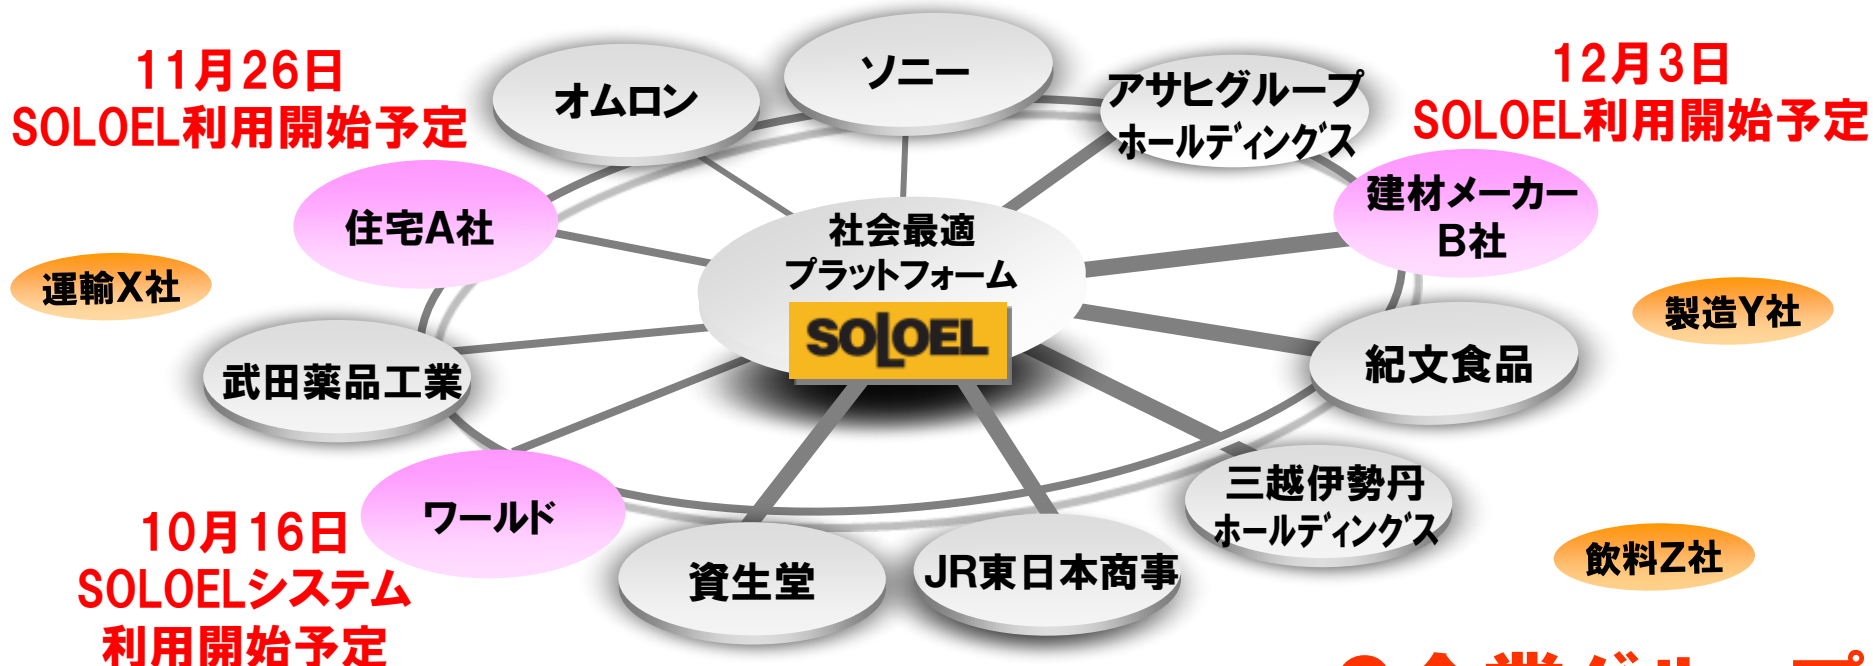 11月26日
SOLOEL利用開始予定
オムロン
ソニー
アサヒグループ
ホールディングス
12月3日
SOLOEL利用開始予定
住宅A社
建材メーカー
B社
社会最適
プラットフォーム
SOLOEL
運輸X社
製造Y社
武田薬品工業
紀文食品
ワールド
三越伊勢丹
ホールディングス
10月16日
SOLOELシステム
利用開始予定
資生堂
JR東日本商事
飲料Z社
企業グループ